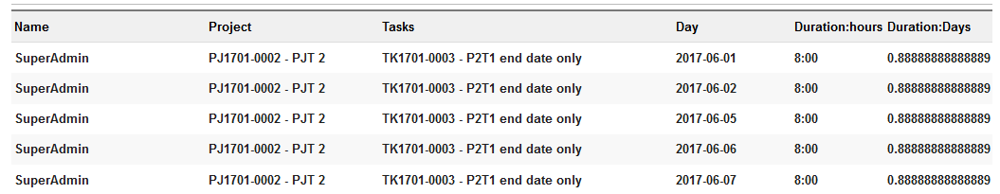 Name Project Tasks Day Duration:hours Duration:Days
SuperAdmin PJ1701-0002 - PJT 2 TK1701-0003 - P2T1 end date only 2017-06-01 8:00 0.88888888888889
SuperAdmin PJ1701-0002 - PJT 2 TK1701-0003 - P2T1 end date only 2017-06-02 8:00 0.88888888888889
SuperAdmin PJ1701-0002 - PJT 2 TK1701-0003 - P2T1 end date only 2017-06-05 8:00 0.88888888888889
SuperAdmin PJ1701-0002 - PJT 2 TK1701-0003 - P2T1 end date only 2017-06-06 8:00 0.88888888888889
SuperAdmin PJ1701-0002 - PJT 2 TK1701-0003 - P2T1 end date only 2017-06-07 8:00 0.88888888888889